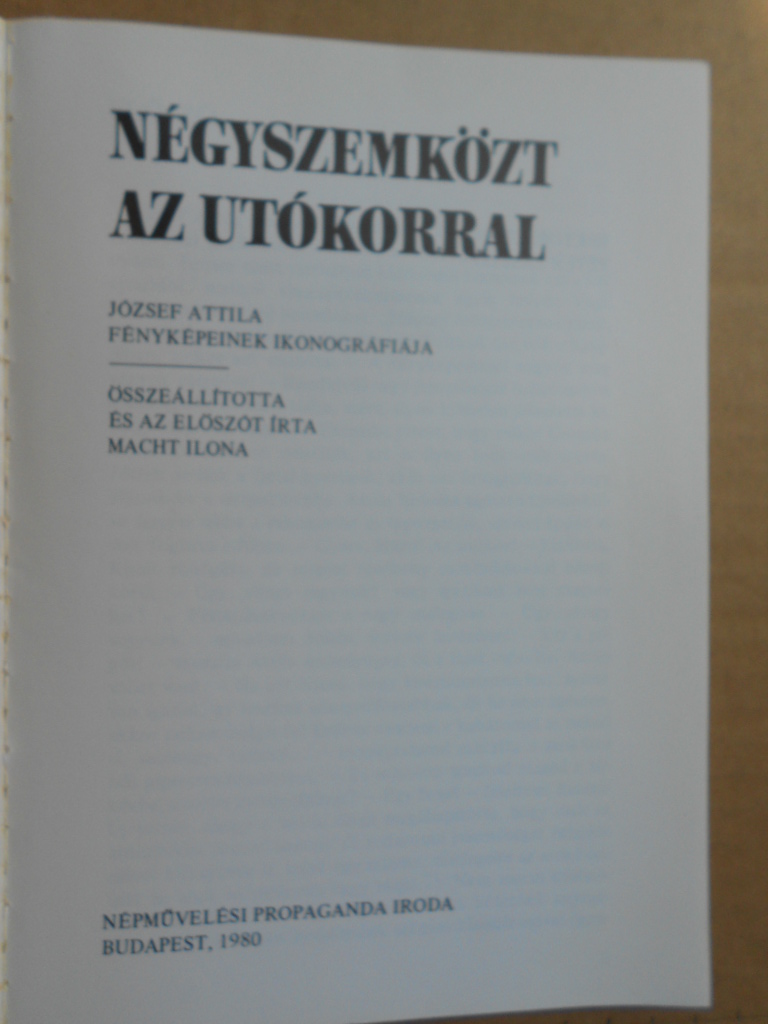 NÉGYSZEMKÖZT
AZ UTÓKORRAL
JÓZSEF ATTILA
FÉNYKÉPEINEK IKONOGRÁFIÁJA
ÖSSZEÁLLÍTOTTA
ÉS AZ ELŐSZÓT ÍRTA
MACHT ILONA
NÉPMŰVELÉSI PROPAGANDA IRODA
BUDAPEST, 1980